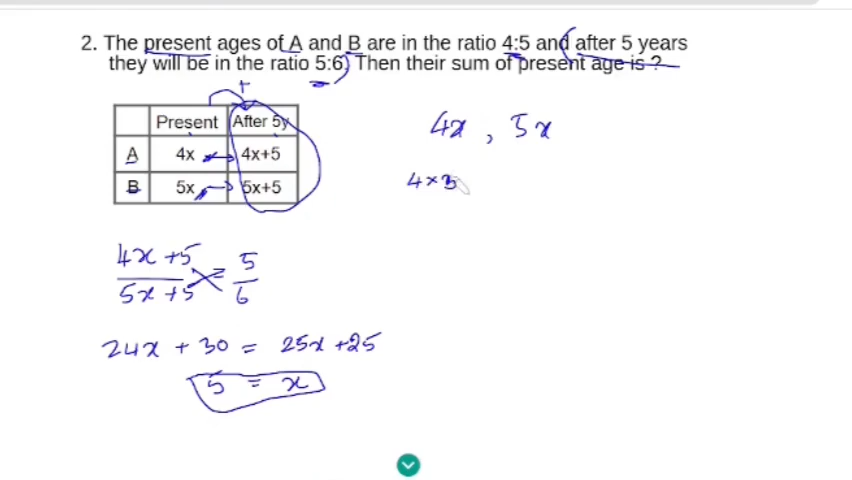 2. The present ages of A and B are in the ratio 4:5 and after 5 years
they will be in the ratio 5:6. Then their sum of present age is ?
+
Present After 5y
A 4x 4x+5
B 5x 5x+5
4x , 5x
4×5
4x+5 / 5x+5 = 5/6
24x + 30 = 25x + 25
5 = x